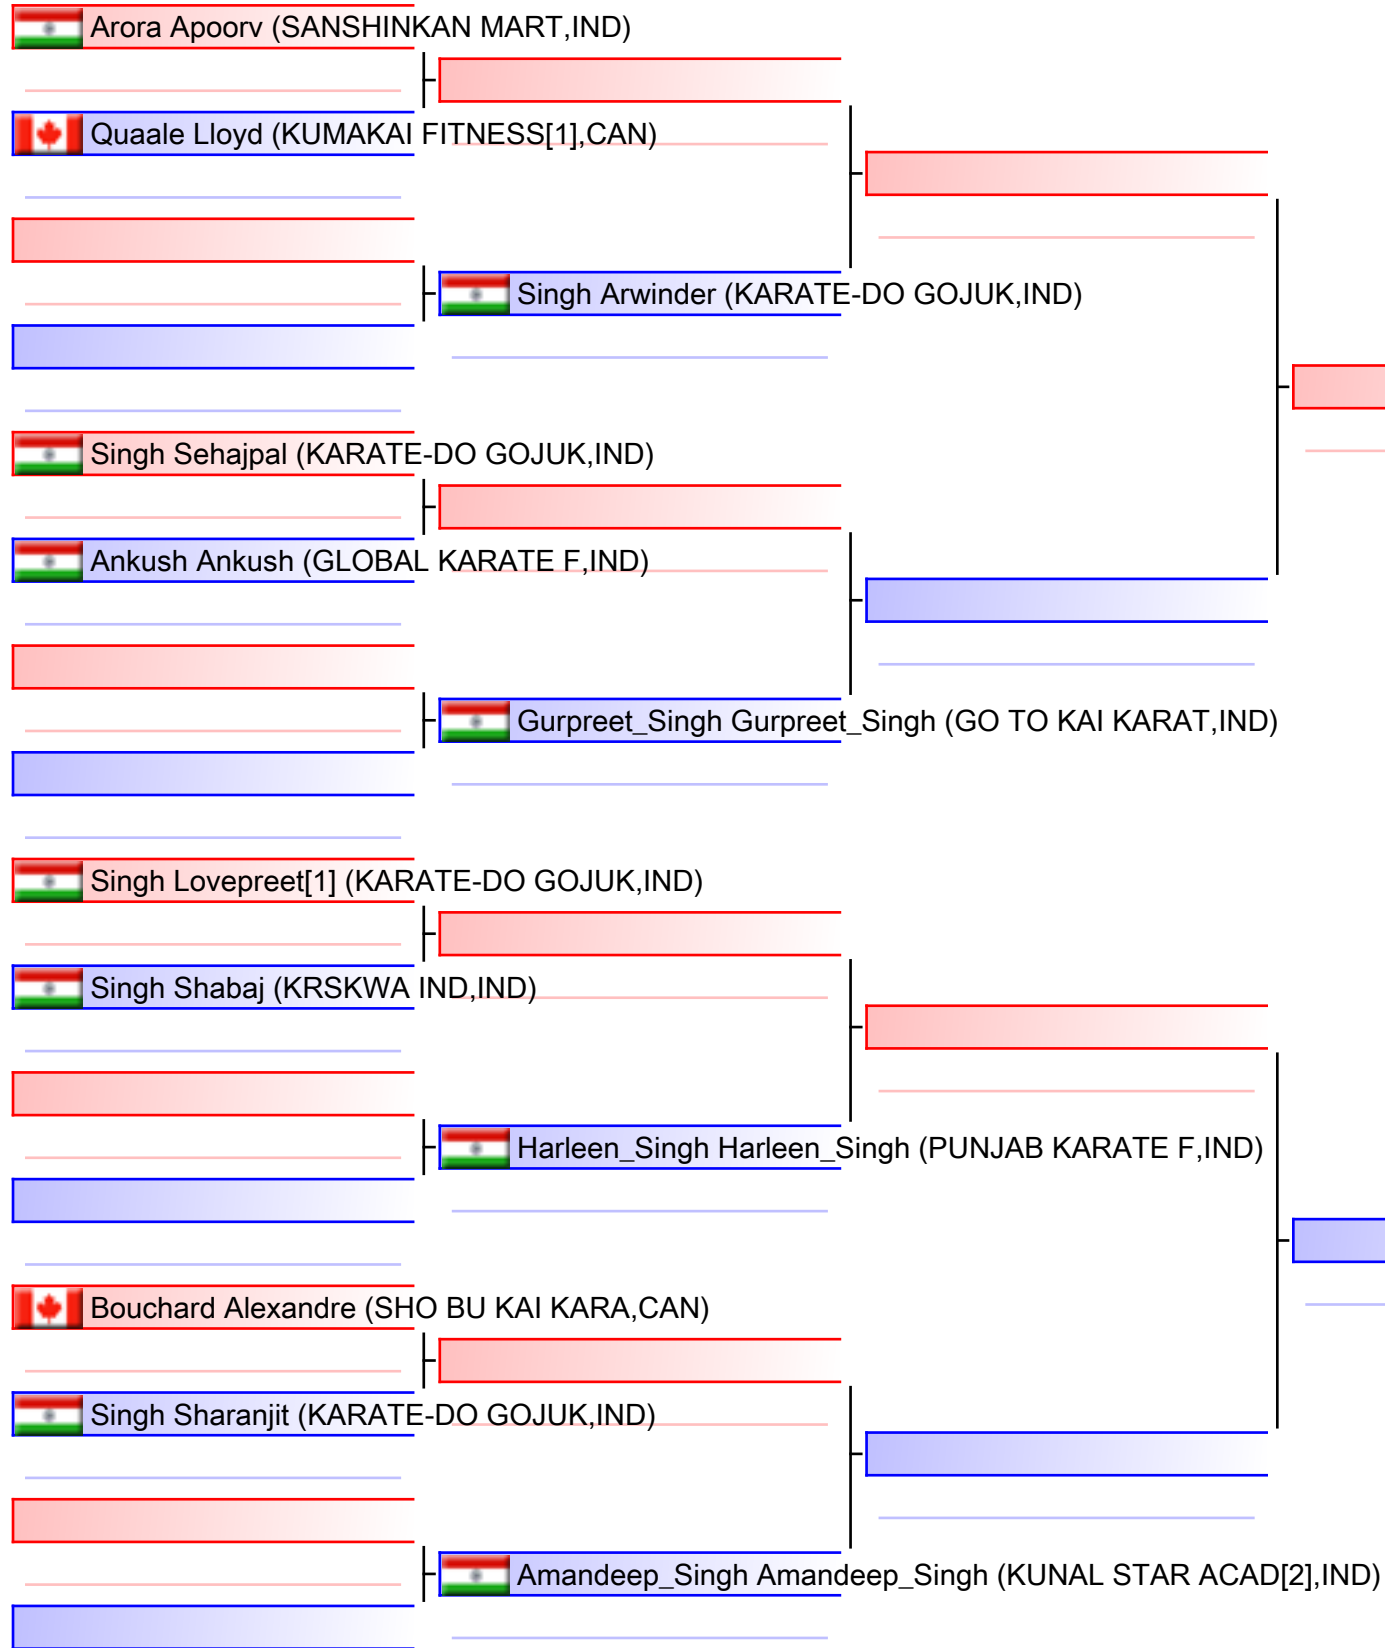 Arora Apoorv (SANSHINKAN MART,IND)
Quaale Lloyd (KUMAKAI FITNESS[1],CAN)
Singh Arwinder (KARATE-DO GOJUK,IND)
Singh Sehajpal (KARATE-DO GOJUK,IND)
Ankush Ankush (GLOBAL KARATE F,IND)
Gurpreet_Singh Gurpreet_Singh (GO TO KAI KARAT,IND)
Singh Lovepreet[1] (KARATE-DO GOJUK,IND)
Singh Shabaj (KRSKWA IND,IND)
Harleen_Singh Harleen_Singh (PUNJAB KARATE F,IND)
Bouchard Alexandre (SHO BU KAI KARA,CAN)
Singh Sharanjit (KARATE-DO GOJUK,IND)
Amandeep_Singh Amandeep_Singh (KUNAL STAR ACAD[2],IND)